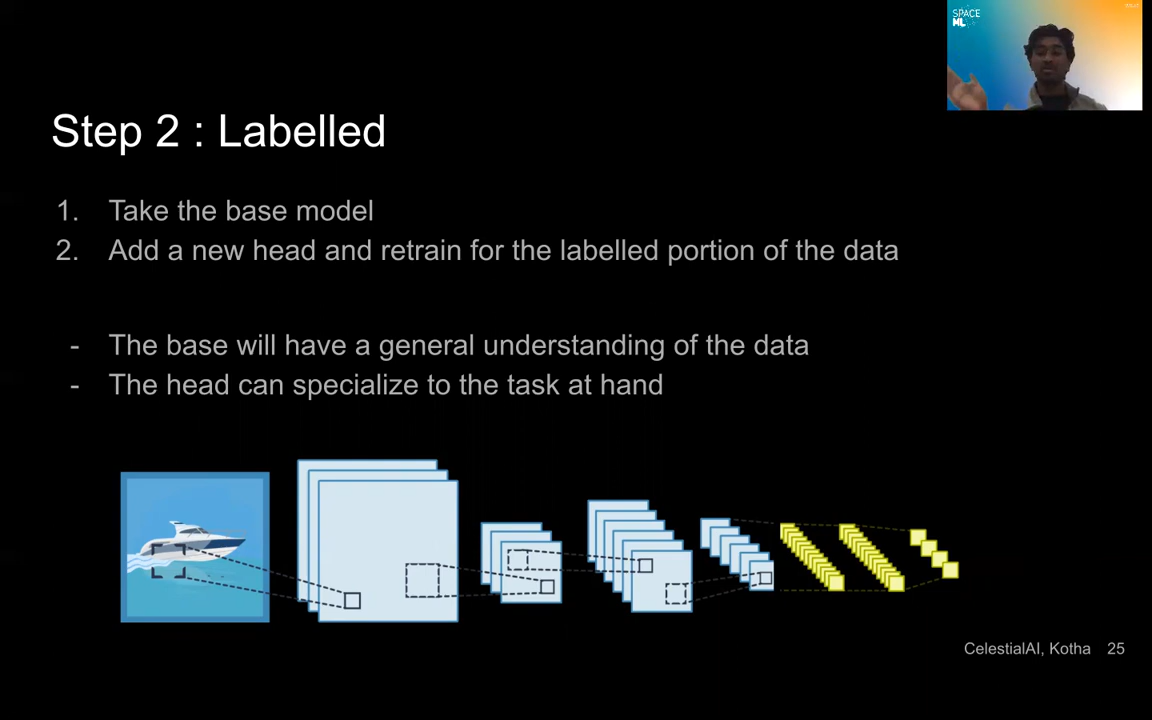 SPACE
ML
Step 2 : Labelled
1. Take the base model
2. Add a new head and retrain for the labelled portion of the data
- The base will have a general understanding of the data
- The head can specialize to the task at hand
CelestialAI, Kotha 25